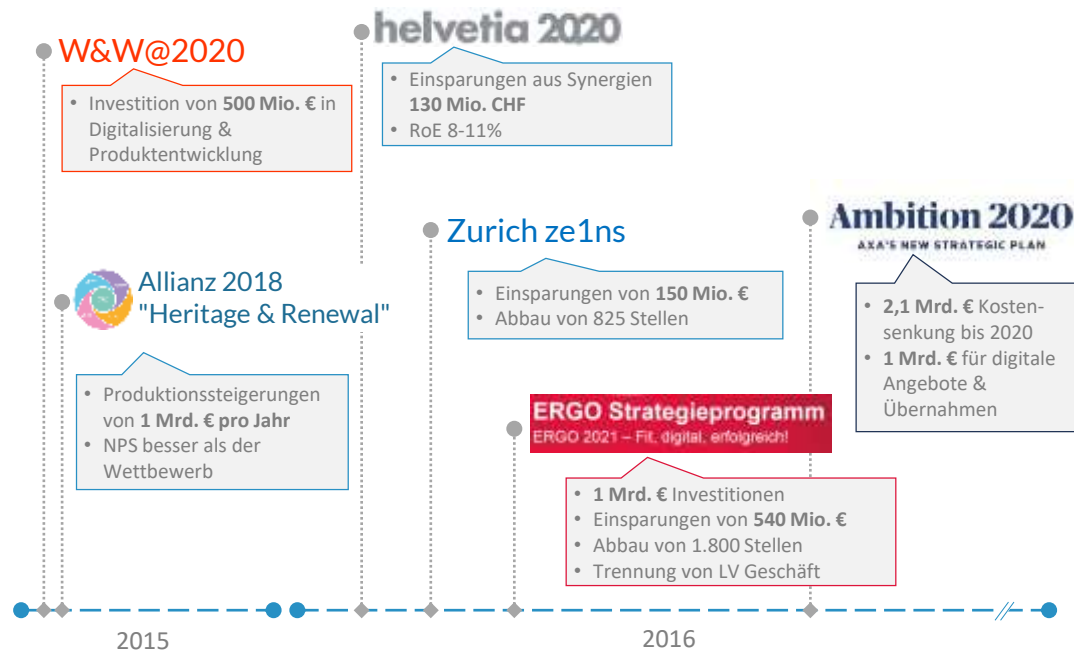 W&W@2020
• Investition von 500 Mio. € in
Digitalisierung &
Produktentwicklung
helvetia 2020
• Einsparungen aus Synergien
130 Mio. CHF
• RoE 8-11%
Allianz 2018
"Heritage & Renewal"
• Produktionssteigerungen
von 1 Mrd. € pro Jahr
• NPS besser als der
Wettbewerb
Zurich ze1ns
• Einsparungen von 150 Mio. €
• Abbau von 825 Stellen
ERGO Strategieprogramm
ERGO 2021 – Fit, digital, erfolgreich!
• 1 Mrd. € Investitionen
• Einsparungen von 540 Mio. €
• Abbau von 1.800 Stellen
• Trennung von LV Geschäft
Ambition 2020
AXA'S NEW STRATEGIC PLAN
• 2,1 Mrd. € Kosten-
senkung bis 2020
• 1 Mrd. € für digitale
Angebote &
Übernahmen
2015
2016